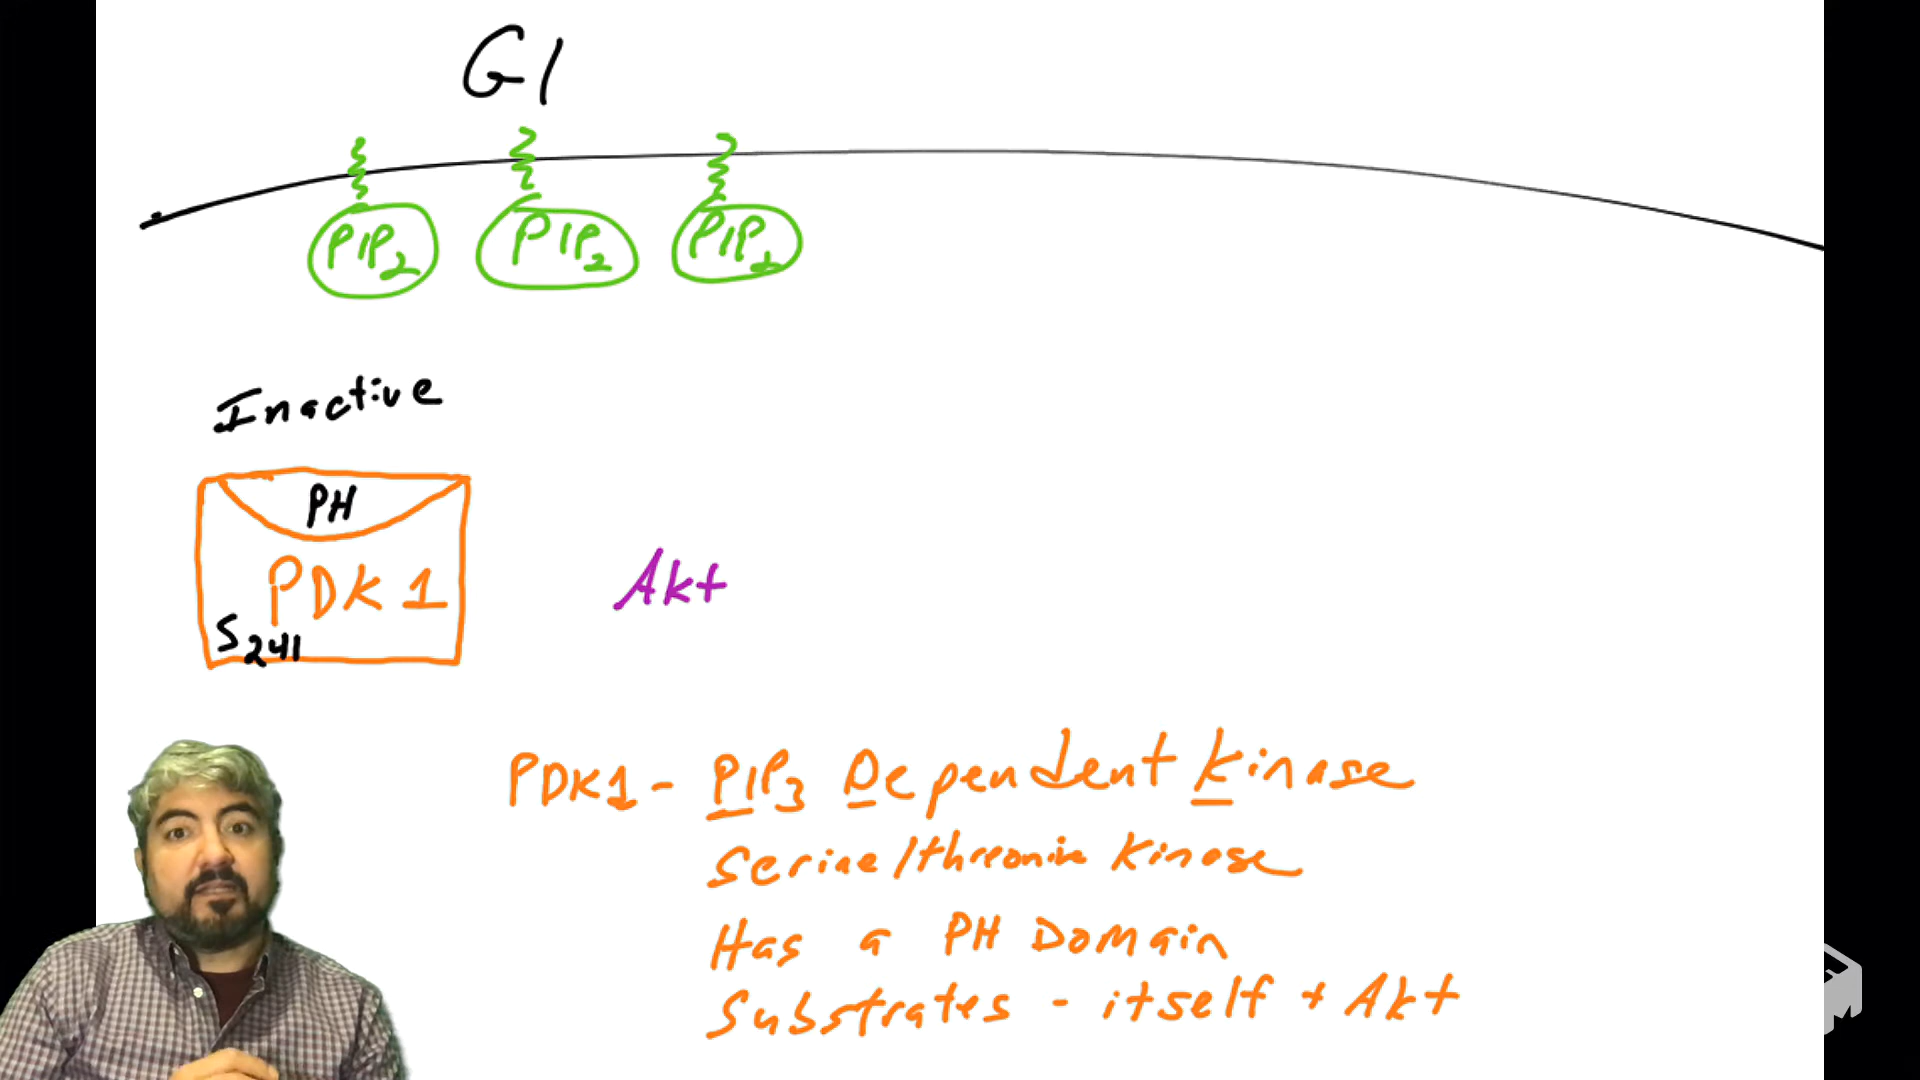 G1
PIP2 PIP2 PIP2
Inactive
PH
PDK1
S241
Akt
PDK1 - PIP3 Dependent Kinase
Serine/threonine Kinase
Has a PH Domain
Substrates - itself + Akt